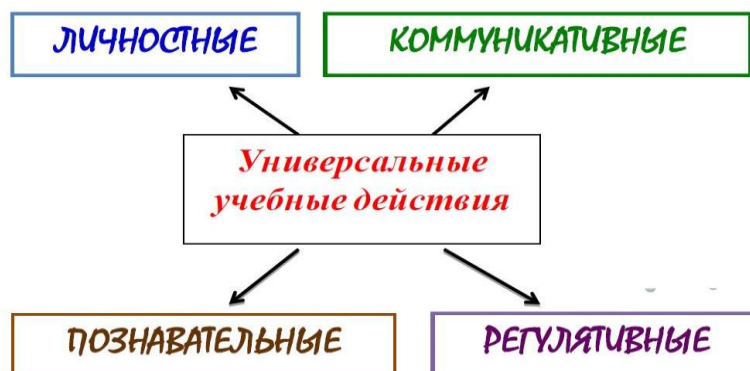 ЛИЧНОСТНЫЕ
КОММУНИКАТИВНЫЕ
Универсальные
учебные действия
ПОЗНАВАТЕЛЬНЫЕ
РЕГУЛЯТИВНЫЕ